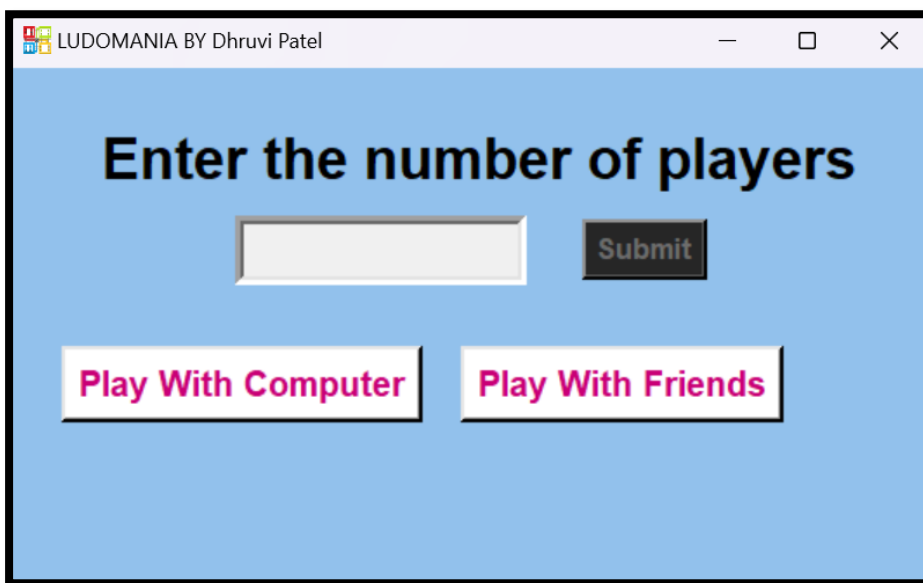 LUDOMANIA BY Dhruvi Patel
Enter the number of players
Submit
Play With Computer Play With Friends